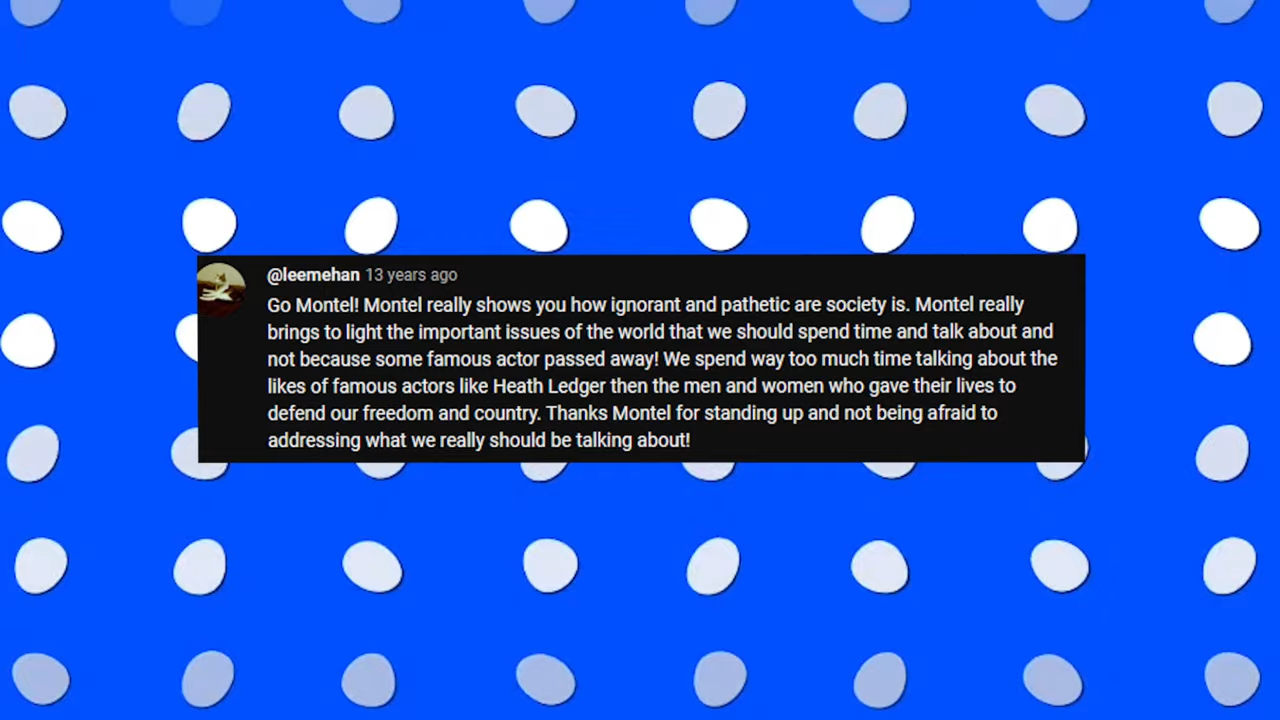 @leemehan 13 years ago
Go Montel! Montel really shows you how ignorant and pathetic are society is. Montel really
brings to light the important issues of the world that we should spend time and talk about and
not because some famous actor passed away! We spend way too much time talking about the
likes of famous actors like Heath Ledger then the men and women who gave their lives to
defend our freedom and country. Thanks Montel for standing up and not being afraid to
addressing what we really should be talking about!